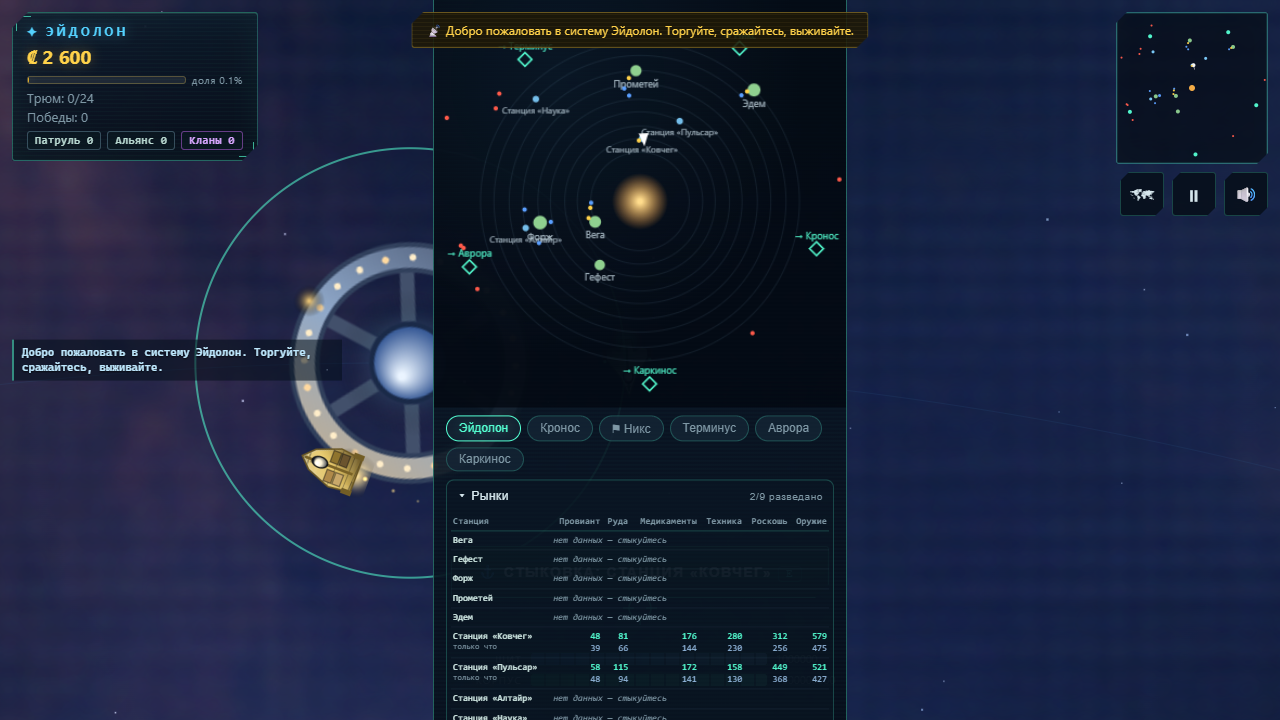 ✦ ЭЙДОЛОН
₡ 2 600
доля 0.1%
Трюм: 0/24
Победы: 0
Патруль 0 Альянс 0 Кланы 0
Добро пожаловать в систему Эйдолон. Торгуйте, сражайтесь, выживайте.
Прометей
Эдем
Станция «Наука»
Станция «Пульсар»
Станция «Ковчег»
Форж
Вега
→ Кронос
→ Аврора
Гефест
→ Каркинос
Добро пожаловать в систему Эйдолон. Торгуйте,
сражайтесь, выживайте.
Эйдолон Кронос ⚑ Никс Терминус Аврора
Каркинос
▾ Рынки 2/9 разведано
Станция Провиант Руда Медикаменты Техника Роскошь Оружие
Вега нет данных — стыкуйтесь
Гефест нет данных — стыкуйтесь
Форж нет данных — стыкуйтесь
СТЫКОВКА: СТАНЦИЯ «КОВЧЕГ»
Прометей нет данных — стыкуйтесь
Эдем нет данных — стыкуйтесь
Станция «Ковчег» 48 81 176 280 312 579
только что 39 66 144 230 256 475
Станция «Пульсар» 58 115 172 158 449 521
только что 48 94 141 130 368 427
Станция «Алтаир» нет данных — стыкуйтесь
Станция «Наука» нет данных — стыкуйтесь